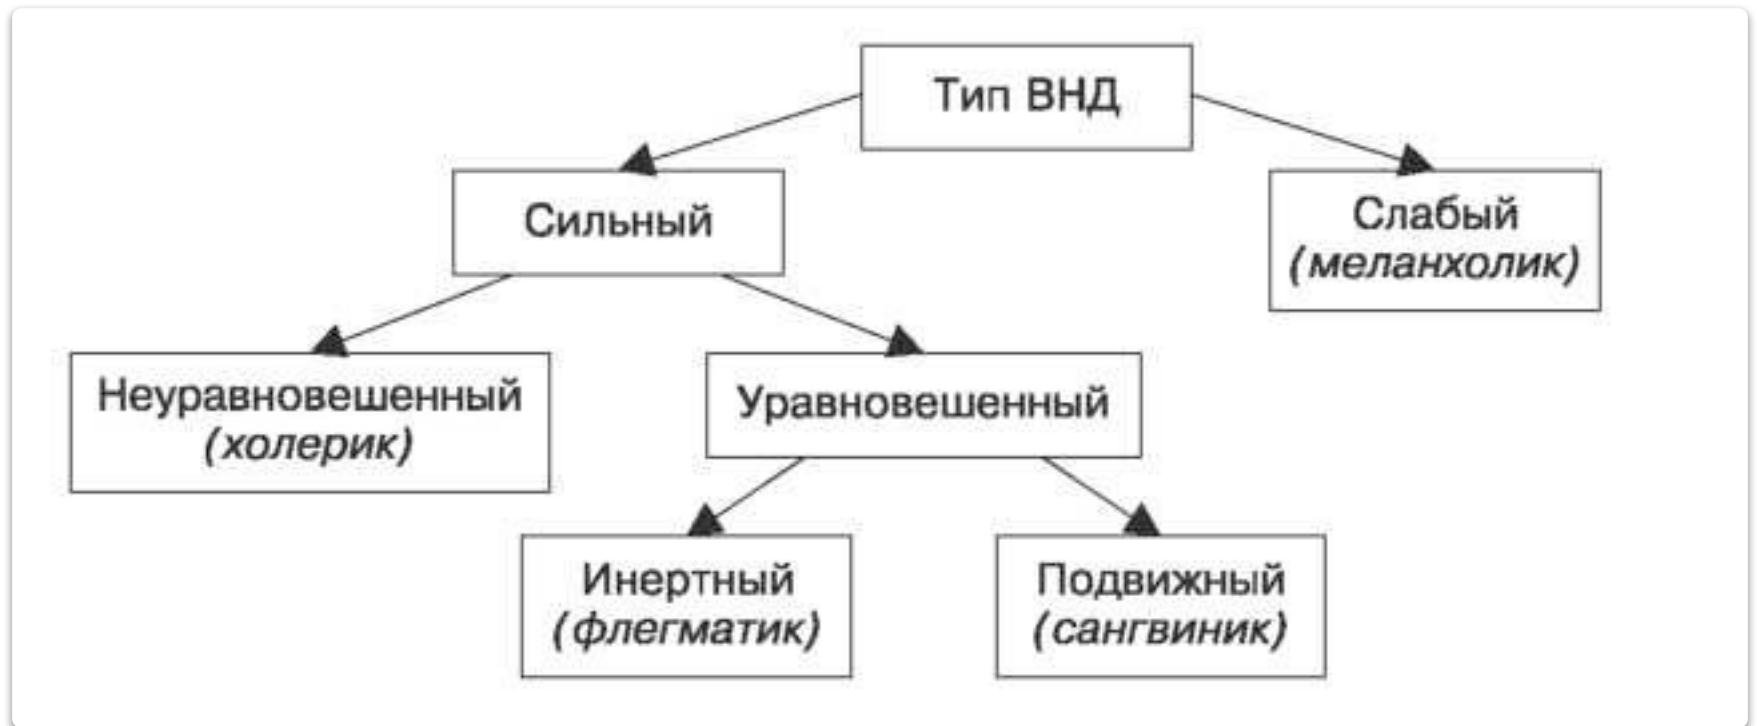 Тип ВНД
Сильный
Слабый
(меланхолик)
Неуравновешенный
(холерик)
Уравновешенный
Инертный
(флегматик)
Подвижный
(сангвиник)